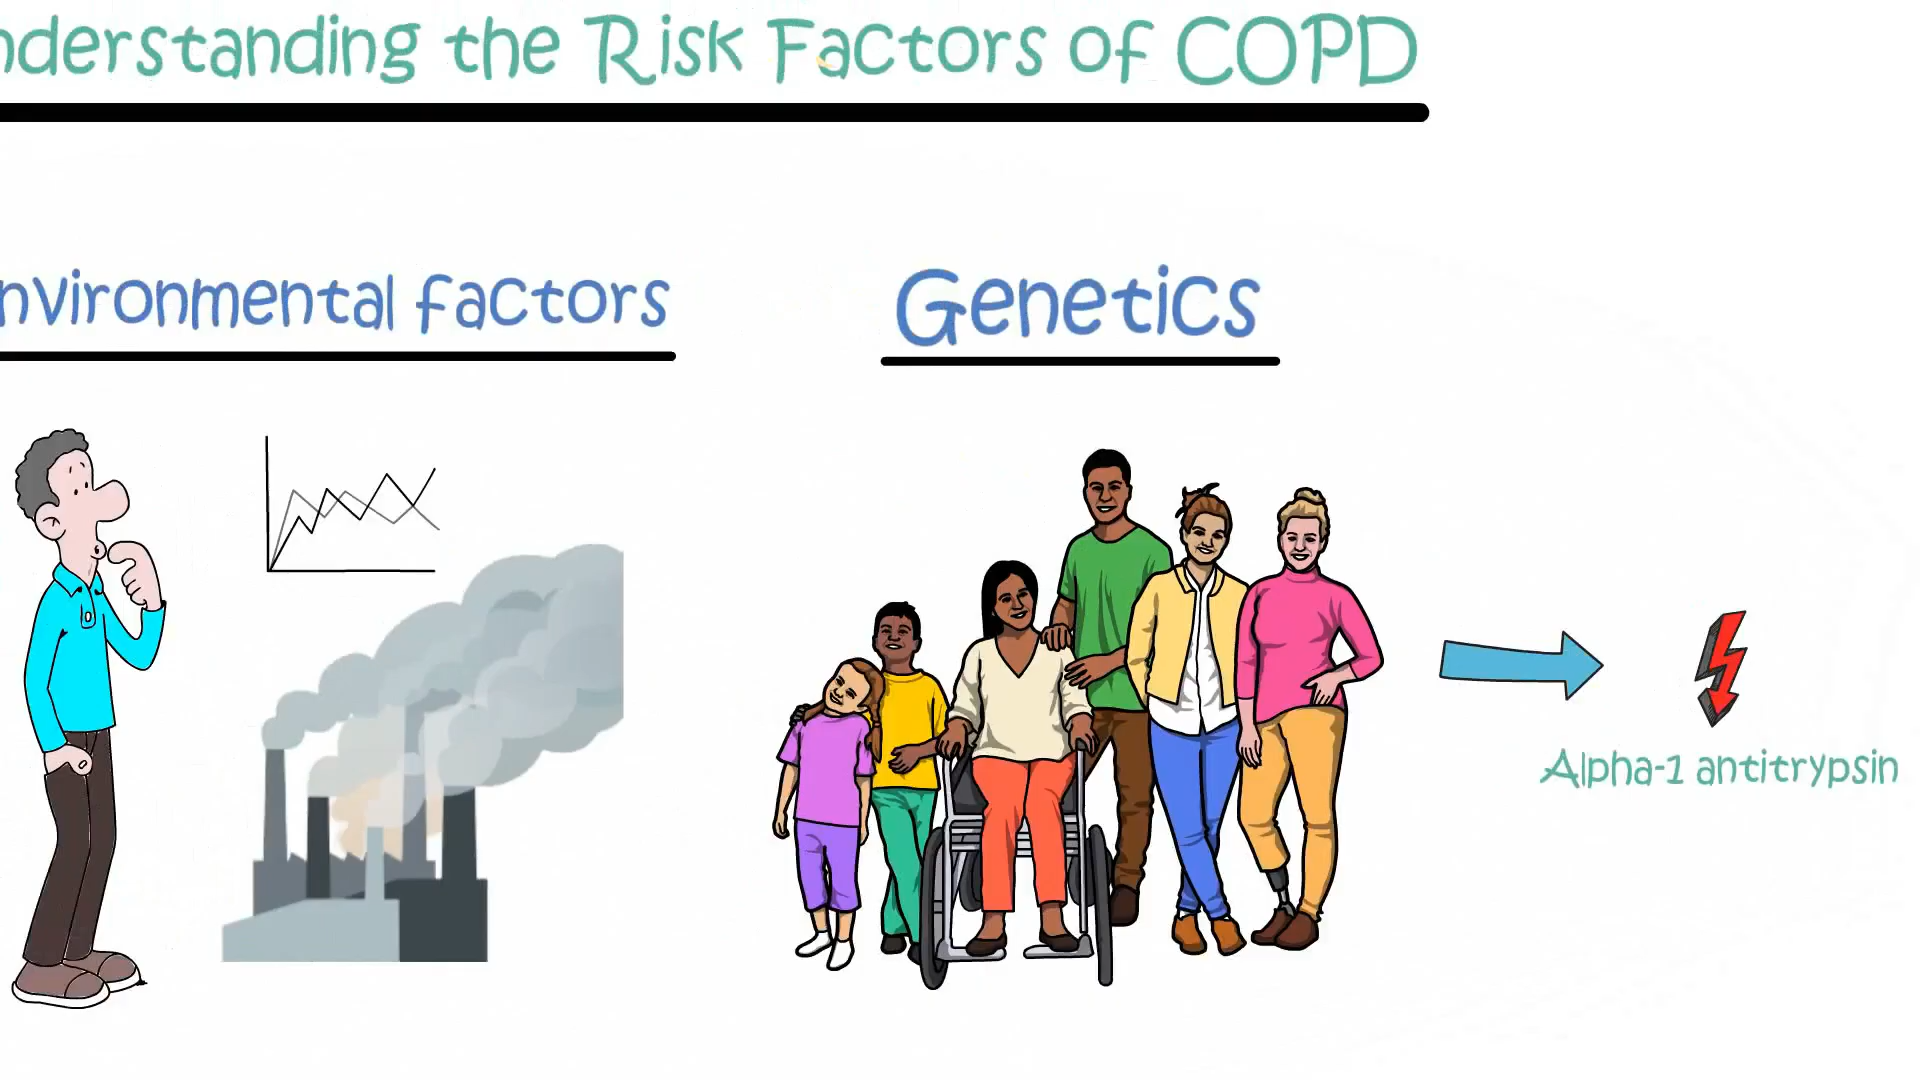 nderstanding the Risk Factors of COPD
nvironmental factors
Genetics
Alpha-1 antitrypsin